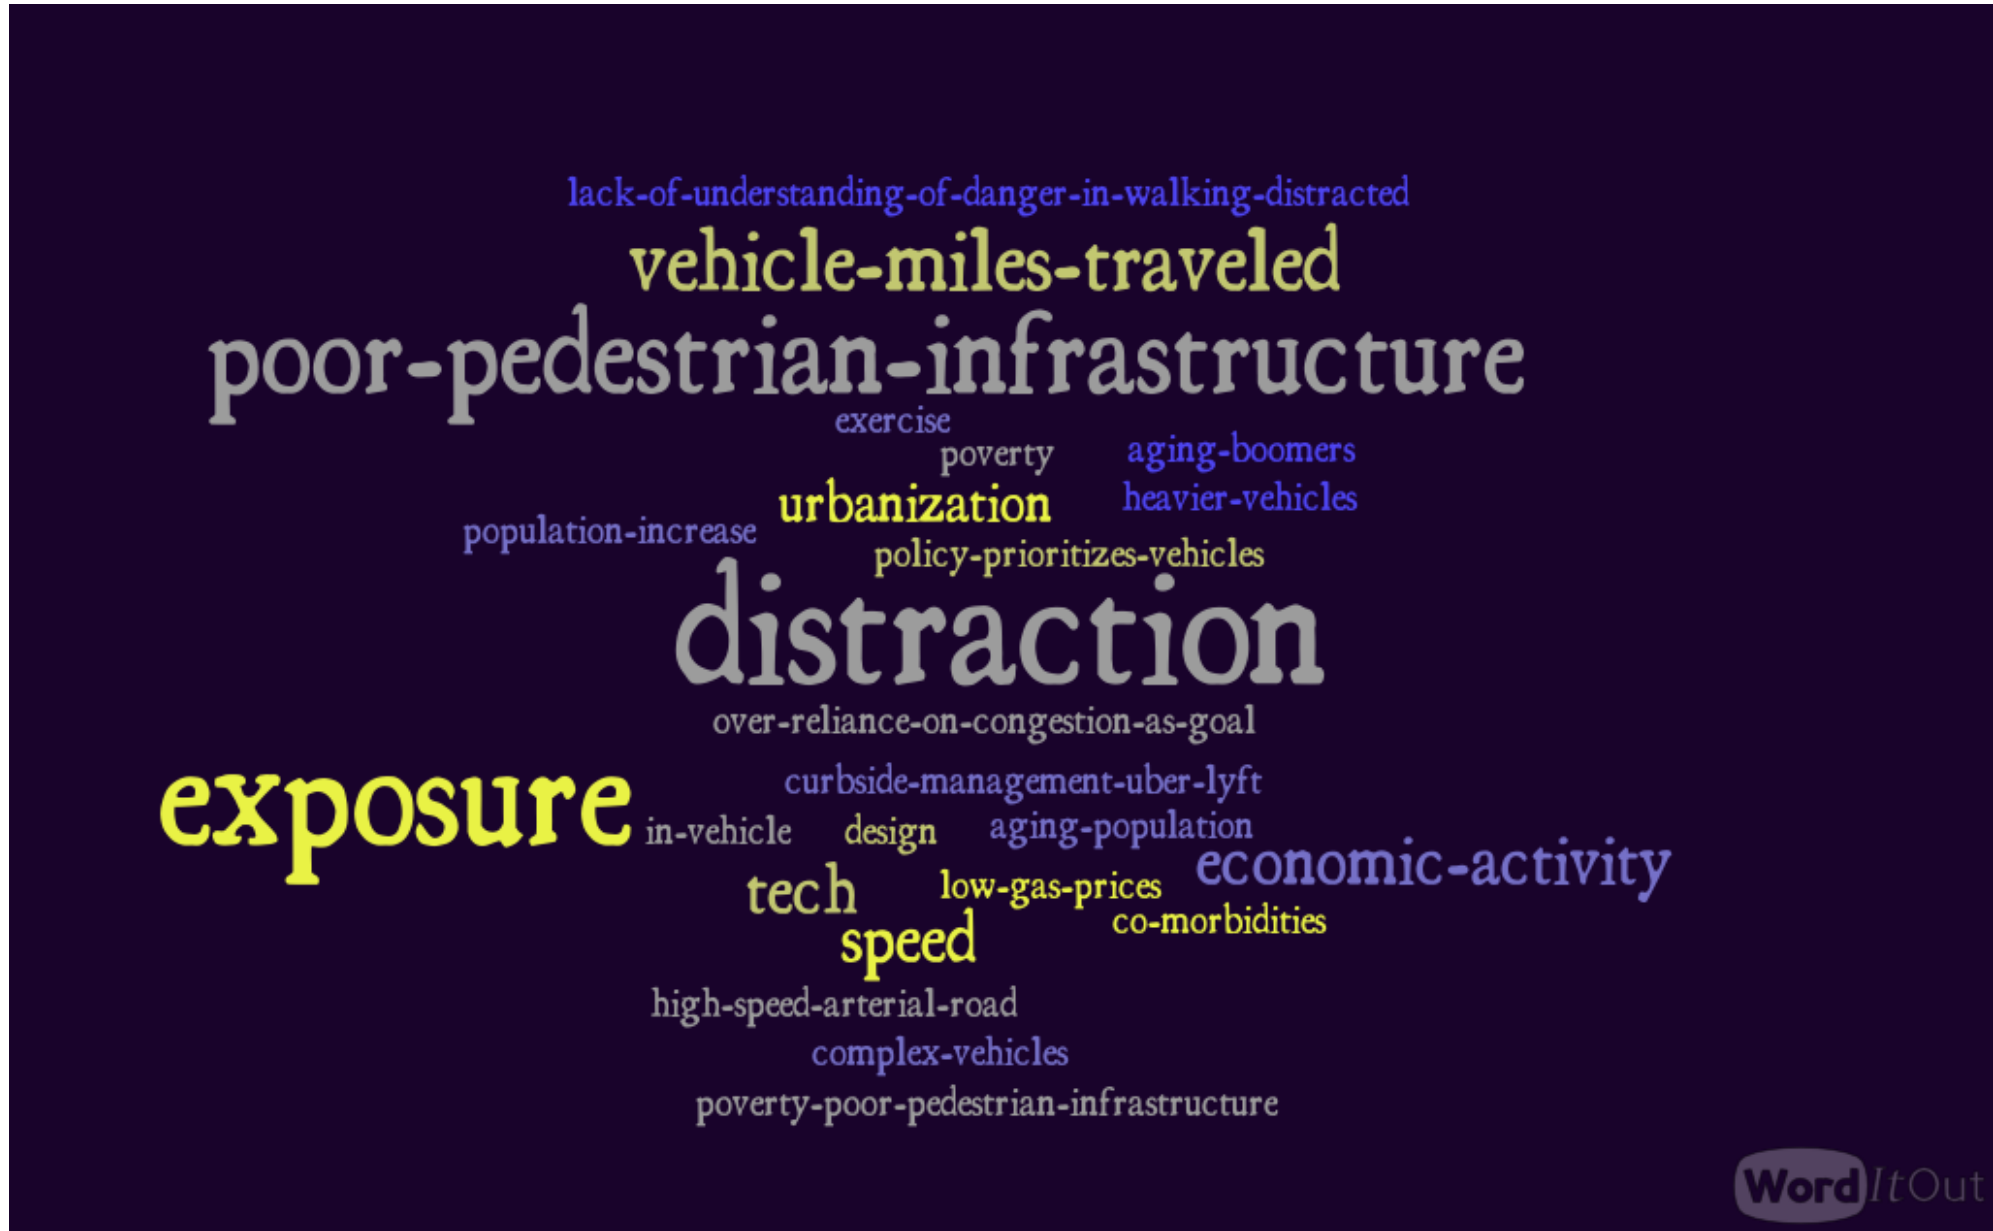 lack-of-understanding-of-danger-in-walking-distracted
vehicle-miles-traveled
poor-pedestrian-infrastructure
exercise
poverty
aging-boomers
heavier-vehicles
urbanization
population-increase
policy-prioritizes-vehicles
distraction
over-reliance-on-congestion-as-goal
exposure
curbside-management-uber-lyft
in-vehicle
design
aging-population
economic-activity
tech
low-gas-prices
co-morbidities
speed
high-speed-arterial-road
complex-vehicles
poverty-poor-pedestrian-infrastructure
WordItOut